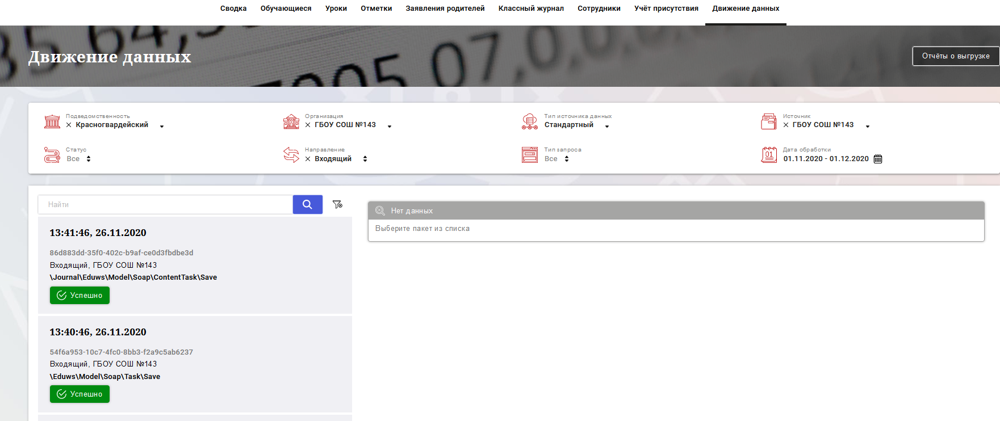 Сводка Обучающиеся Уроки Отметки Заявления родителей Классный журнал Сотрудники Учёт присутствия Движение данных
Движение данных
Отчёты о выгрузке
Подведомственность
× Красногвардейский
Организация
× ГБОУ СОШ №143
Тип источника данных
Стандартный
Источник
× ГБОУ СОШ №143
Статус
Все
Направление
× Входящий
Тип запроса
Все
Дата обработки
01.11.2020 - 01.12.2020
Найти
13:41:46, 26.11.2020
86d883dd-35f0-402c-b9af-ce0d3fbdbe3d
Входящий, ГБОУ СОШ №143
\Journal\Eduws\Model\Soap\ContentTask\Save
Успешно
13:40:46, 26.11.2020
54f6a953-10c7-4fc0-8bb3-f2a9c5ab6237
Входящий, ГБОУ СОШ №143
\Eduws\Model\Soap\Task\Save
Успешно
Нет данных
Выберите пакет из списка